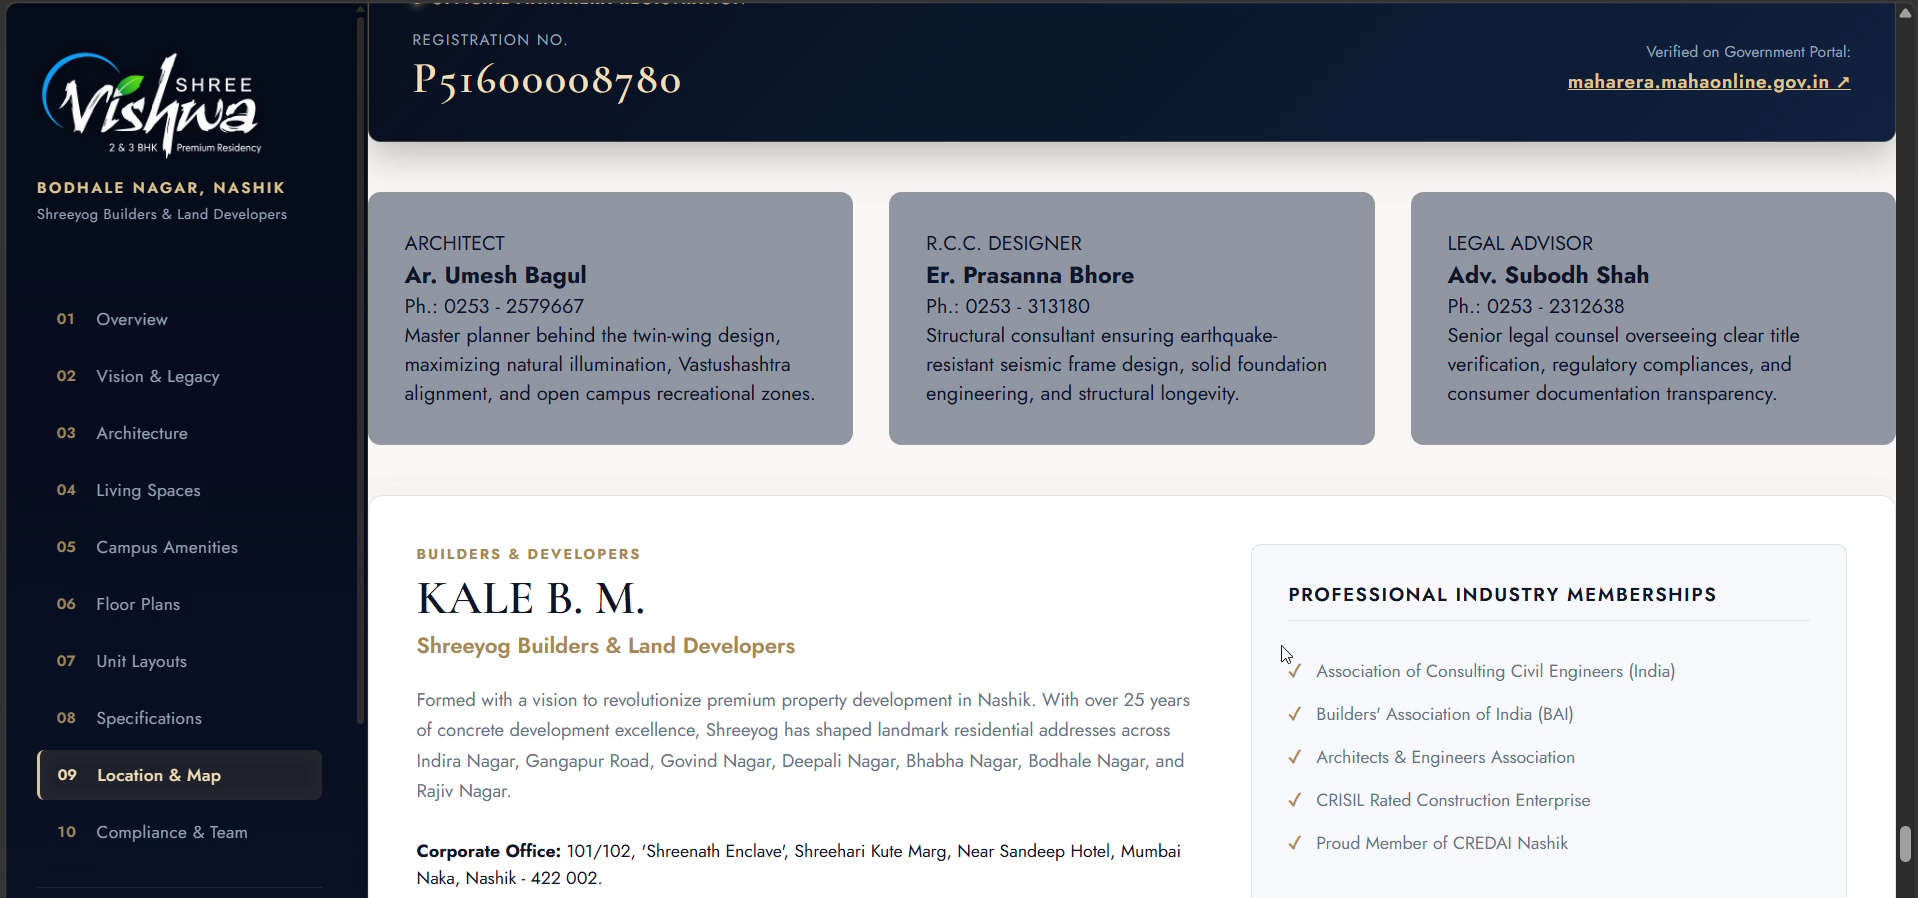 SHREE
Vishwa
2 & 3 BHK Premium Residency
BODHALE NAGAR, NASHIK
Shreeyog Builders & Land Developers
01 Overview
02 Vision & Legacy
03 Architecture
04 Living Spaces
05 Campus Amenities
06 Floor Plans
07 Unit Layouts
08 Specifications
09 Location & Map
10 Compliance & Team
REGISTRATION NO.
P51600008780
Verified on Government Portal:
maharera.mahaonline.gov.in ↗
ARCHITECT
Ar. Umesh Bagul
Ph.: 0253 - 2579667
Master planner behind the twin-wing design,
maximizing natural illumination, Vastushashtra
alignment, and open campus recreational zones.
R.C.C. DESIGNER
Er. Prasanna Bhore
Ph.: 0253 - 313180
Structural consultant ensuring earthquake-
resistant seismic frame design, solid foundation
engineering, and structural longevity.
LEGAL ADVISOR
Adv. Subodh Shah
Ph.: 0253 - 2312638
Senior legal counsel overseeing clear title
verification, regulatory compliances, and
consumer documentation transparency.
BUILDERS & DEVELOPERS
KALE B. M.
Shreeyog Builders & Land Developers
Formed with a vision to revolutionize premium property development in Nashik. With over 25 years
of concrete development excellence, Shreeyog has shaped landmark residential addresses across
Indira Nagar, Gangapur Road, Govind Nagar, Deepali Nagar, Bhabha Nagar, Bodhale Nagar, and
Rajiv Nagar.
Corporate Office: 101/102, 'Shreenath Enclave', Shreehari Kute Marg, Near Sandeep Hotel, Mumbai
Naka, Nashik - 422 002.
PROFESSIONAL INDUSTRY MEMBERSHIPS
✓ Association of Consulting Civil Engineers (India)
✓ Builders' Association of India (BAI)
✓ Architects & Engineers Association
✓ CRISIL Rated Construction Enterprise
✓ Proud Member of CREDAI Nashik